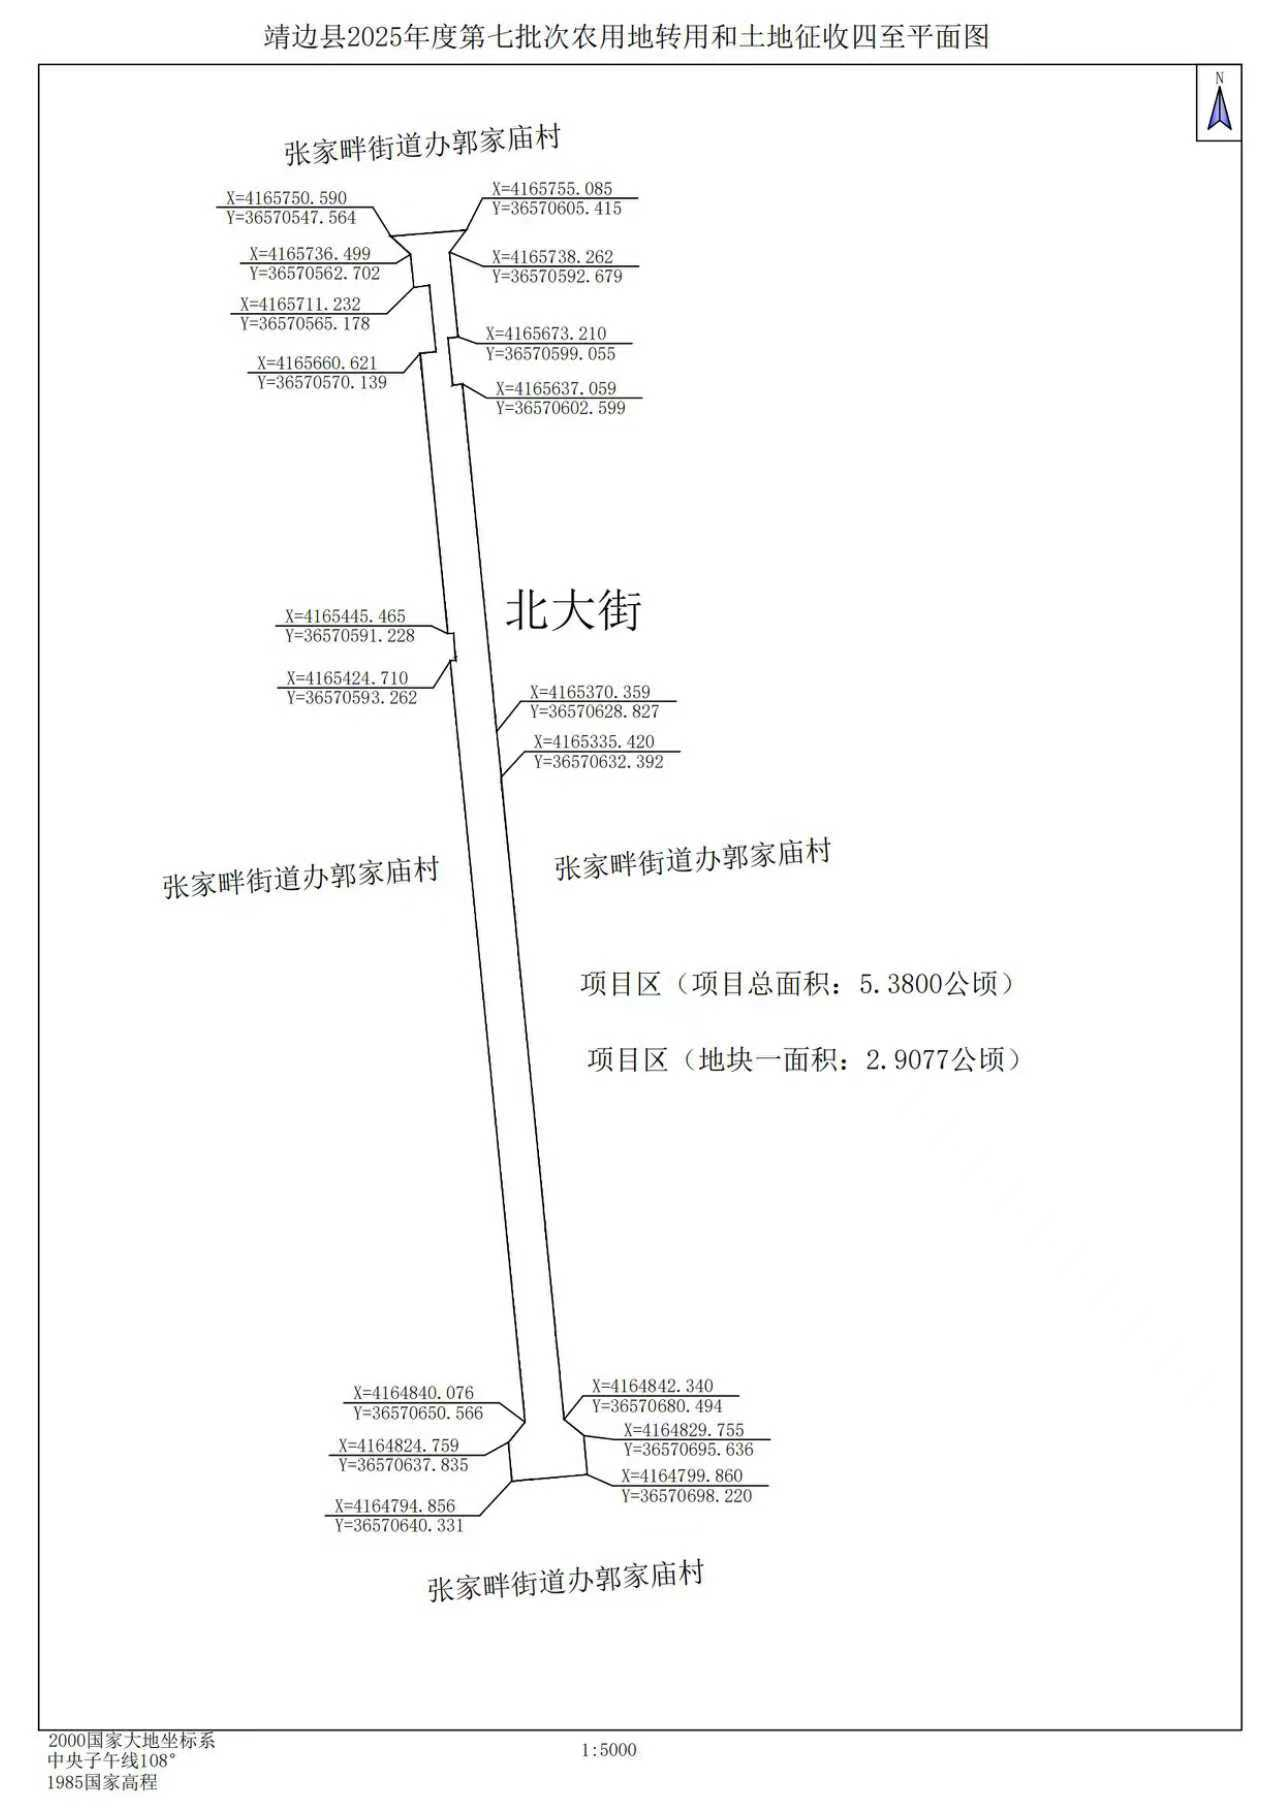 靖边县2025年度第七批次农用地转用和土地征收四至平面图
N
张家畔街道办郭家庙村
X=4165750.590
Y=36570547.564
X=4165755.085
Y=36570605.415
X=4165736.499
Y=36570562.702
X=4165738.262
Y=36570592.679
X=4165711.232
Y=36570565.178
X=4165673.210
Y=36570599.055
X=4165660.621
Y=36570570.139
X=4165637.059
Y=36570602.599
北大街
X=4165445.465
Y=36570591.228
X=4165424.710
Y=36570593.262
X=4165370.359
Y=36570628.827
X=4165335.420
Y=36570632.392
张家畔街道办郭家庙村
张家畔街道办郭家庙村
项目区（项目总面积：5.3800公顷）
项目区（地块一面积：2.9077公顷）
X=4164840.076
Y=36570650.566
X=4164842.340
Y=36570680.494
X=4164824.759
Y=36570637.835
X=4164829.755
Y=36570695.636
X=4164794.856
Y=36570640.331
X=4164799.860
Y=36570698.220
张家畔街道办郭家庙村
2000国家大地坐标系
中央子午线108°
1985国家高程
1:5000